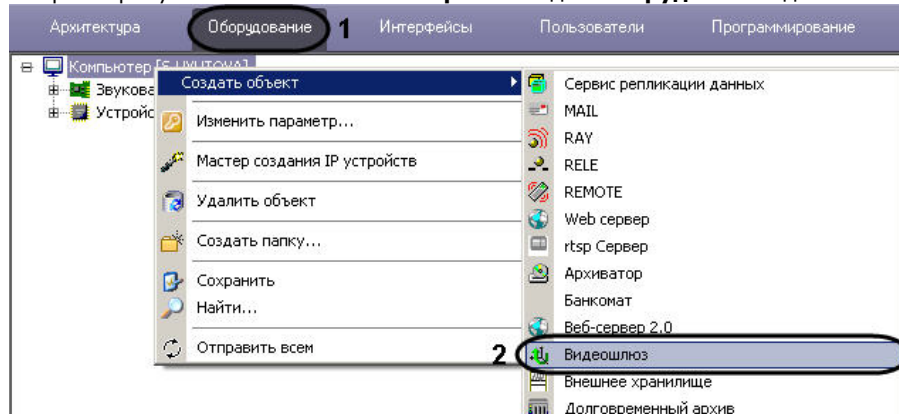 Архитектура Оборудование 1 Интерфейсы Пользователи Программирование
Компьютер
Звукова
Устройс
Создать объект
Изменить параметр...
Мастер создания IP устройств
Удалить объект
Создать папку...
Сохранить
Найти...
Отправить всем
Сервис репликации данных
MAIL
RAY
RELE
REMOTE
Web сервер
rtsp Сервер
Архиватор
Банкомат
Веб-сервер 2.0
2 Видеошлюз
Внешнее хранилище
Долговременный архив